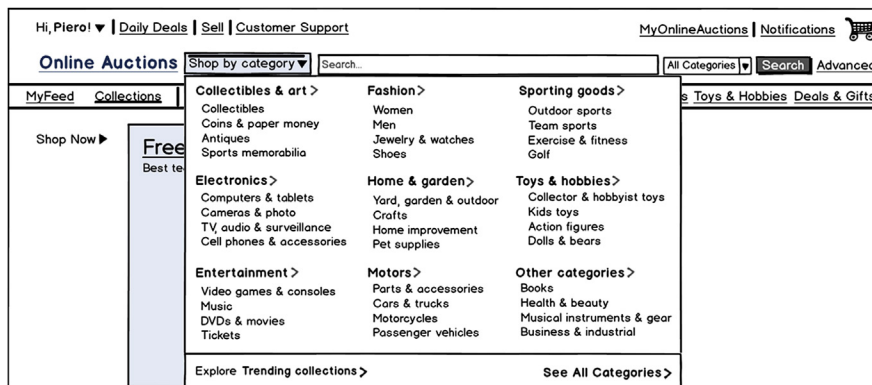 Hi, Piero! ▼ | Daily Deals | Sell | Customer Support
MyOnlineAuctions | Notifications
Online Auctions
Shop by category ▼
Search...
All Categories ▼
Search
Advanced
MyFeed Collections
Toys & Hobbies Deals & Gifts
Shop Now ▶
Free
Best
Collectibles & art >
Collectibles
Coins & paper money
Antiques
Sports memorabilia
Fashion >
Women
Men
Jewelry & watches
Shoes
Sporting goods >
Outdoor sports
Team sports
Exercise & fitness
Golf
Electronics >
Computers & tablets
Cameras & photo
TV, audio & surveillance
Cell phones & accessories
Home & garden >
Yard, garden & outdoor
Crafts
Home improvement
Pet supplies
Toys & hobbies >
Collector & hobbyist toys
Kids toys
Action figures
Dolls & bears
Entertainment >
Video games & consoles
Music
DVDs & movies
Tickets
Motors >
Parts & accessories
Cars & trucks
Motorcycles
Passenger vehicles
Other categories >
Books
Health & beauty
Musical instruments & gear
Business & industrial
Explore Trending collections >
See All Categories >